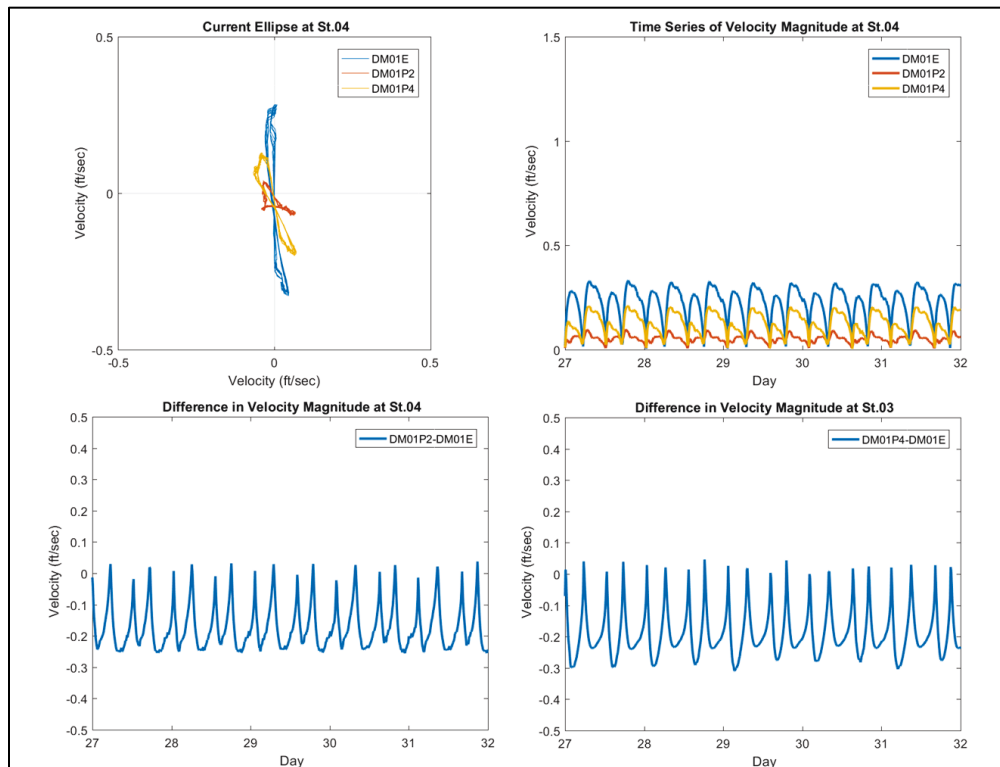 Current Ellipse at St.04
0.5
DM01E
DM01P2
DM01P4
Velocity (ft/sec)
0
-0.5
-0.5
0
0.5
Velocity (ft/sec)
Time Series of Velocity Magnitude at St.04
1.5
DM01E
DM01P2
DM01P4
1
Velocity (ft/sec)
0.5
0
27
28
29
30
31
32
Day
Difference in Velocity Magnitude at St.04
0.5
DM01P2-DM01E
0.4
0.3
0.2
0.1
Velocity (ft/sec)
0
-0.1
-0.2
-0.3
-0.4
-0.5
27
28
29
30
31
32
Day
Difference in Velocity Magnitude at St.03
0.5
DM01P4-DM01E
0.4
0.3
0.2
0.1
Velocity (ft/sec)
0
-0.1
-0.2
-0.3
-0.4
-0.5
27
28
29
30
31
32
Day